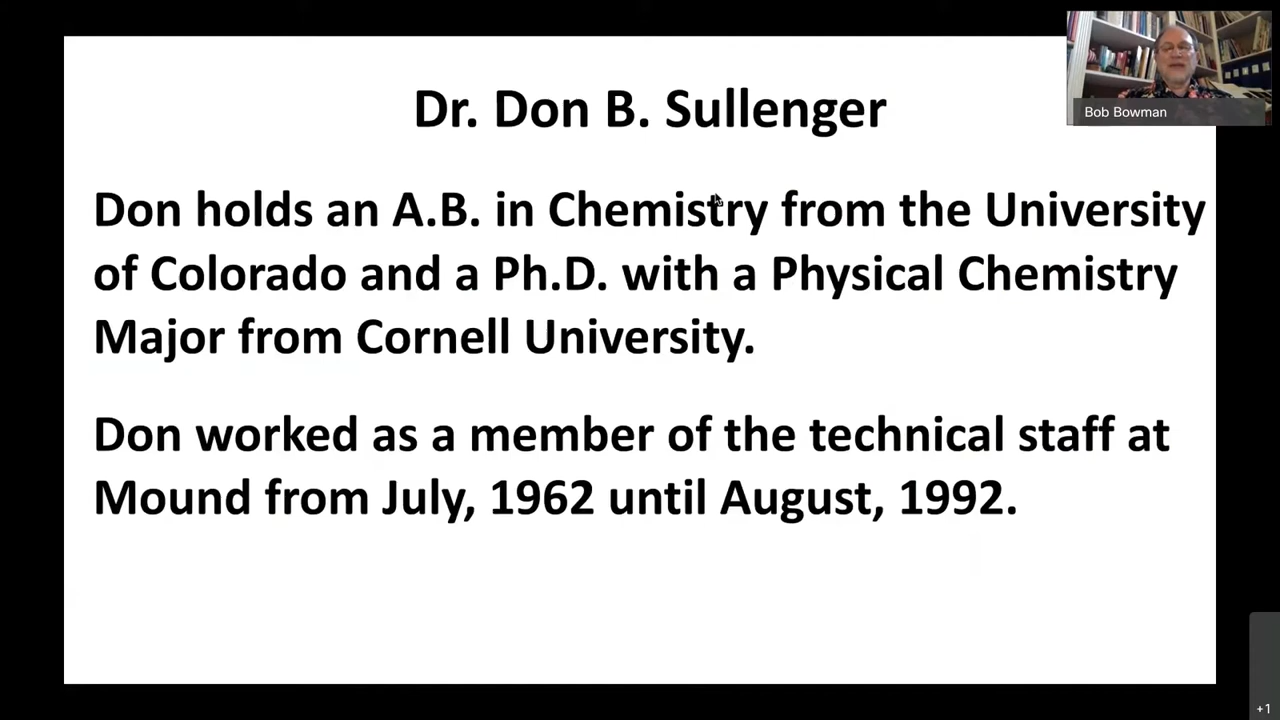 Dr. Don B. Sullenger
Bob Bowman
Don holds an A.B. in Chemistry from the University
of Colorado and a Ph.D. with a Physical Chemistry
Major from Cornell University.
Don worked as a member of the technical staff at
Mound from July, 1962 until August, 1992.
+1